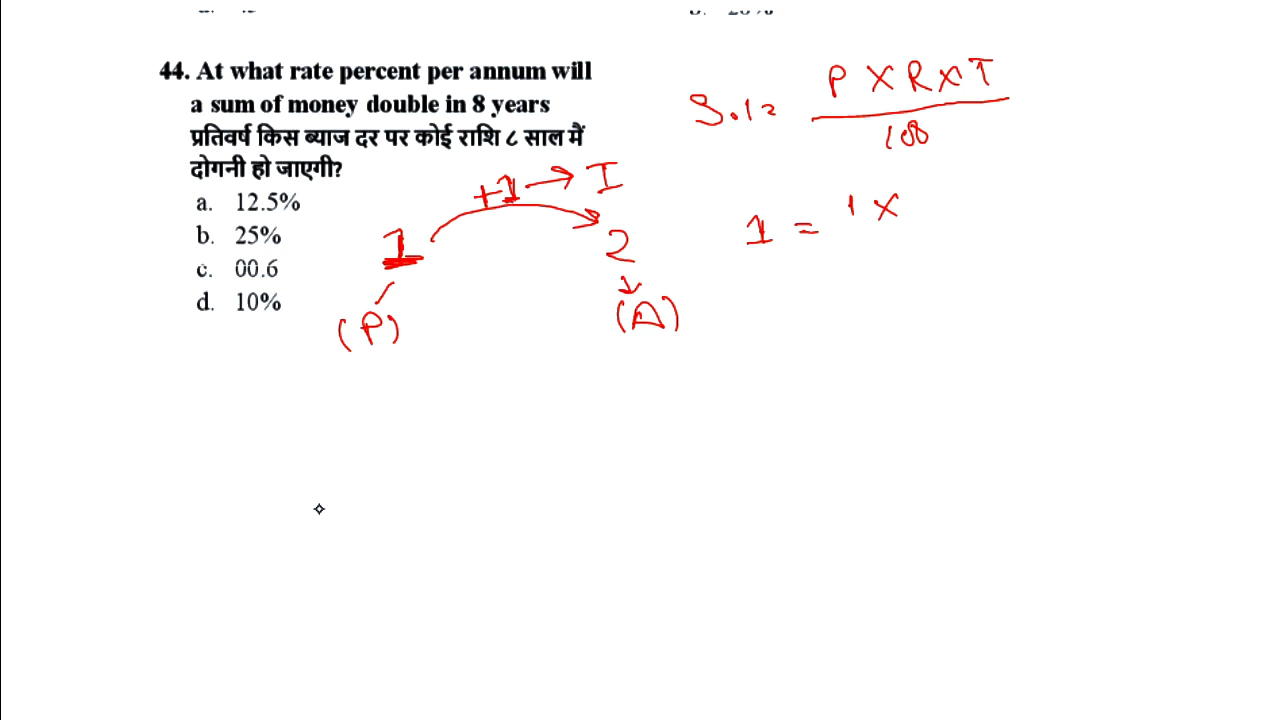 44. At what rate percent per annum will
a sum of money double in 8 years
प्रतिवर्ष किस ब्याज दर पर कोई राशि ८ साल में
दोगनी हो जाएगी?
a. 12.5%
b. 25%
c. 00.6
d. 10%
+1 → I
1
2
(P)
(A)
S.I = P X R X T
100
1 = 1 X